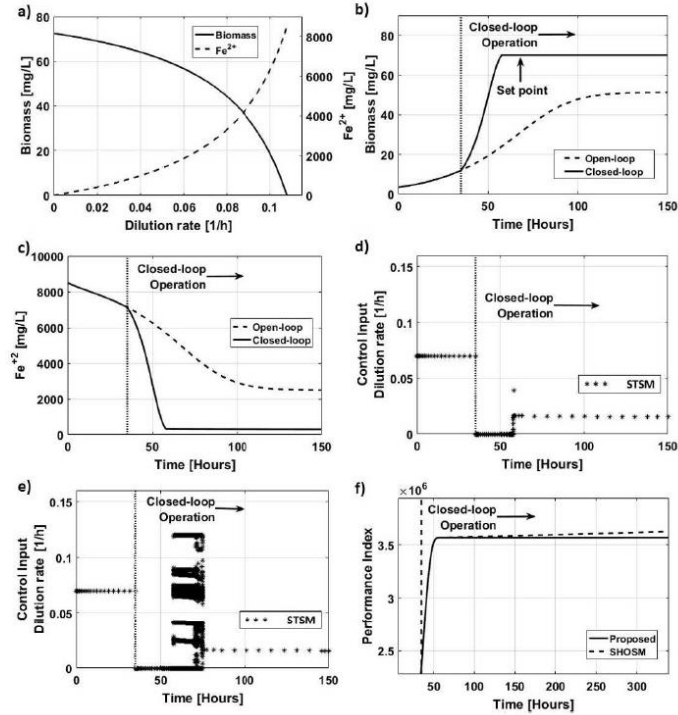 a)
Biomass
Fe2+
Biomass [mg/L]
80
60
40
20
0
8000
6000
4000
2000
0
Fe2+ [mg/L]
0 0.02 0.04 0.06 0.08 0.1
Dilution rate [1/h]
b)
Closed-loop
Operation
Set point
Open-loop
Closed-loop
Biomass [mg/L]
80
60
40
20
0
0 50 100 150
Time [Hours]
c)
Closed-loop
Operation
Open-loop
Closed-loop
Fe+2 [mg/L]
10000
8000
6000
4000
2000
0
0 50 100 150
Time [Hours]
d)
Closed-loop
Operation
STSM
Control Input
Dilution rate [1/h]
0.15
0.1
0.05
0
0 50 100 150
Time [Hours]
e)
Closed-loop
Operation
STSM
Control Input
Dilution rate [1/h]
0.15
0.1
0.05
0
0 50 100 150
Time [Hours]
f)
×106
Closed-loop
Operation
Proposed
SHOSM
Performance Index
3.5
3
2.5
50 100 150 200 250 300
Time [Hours]